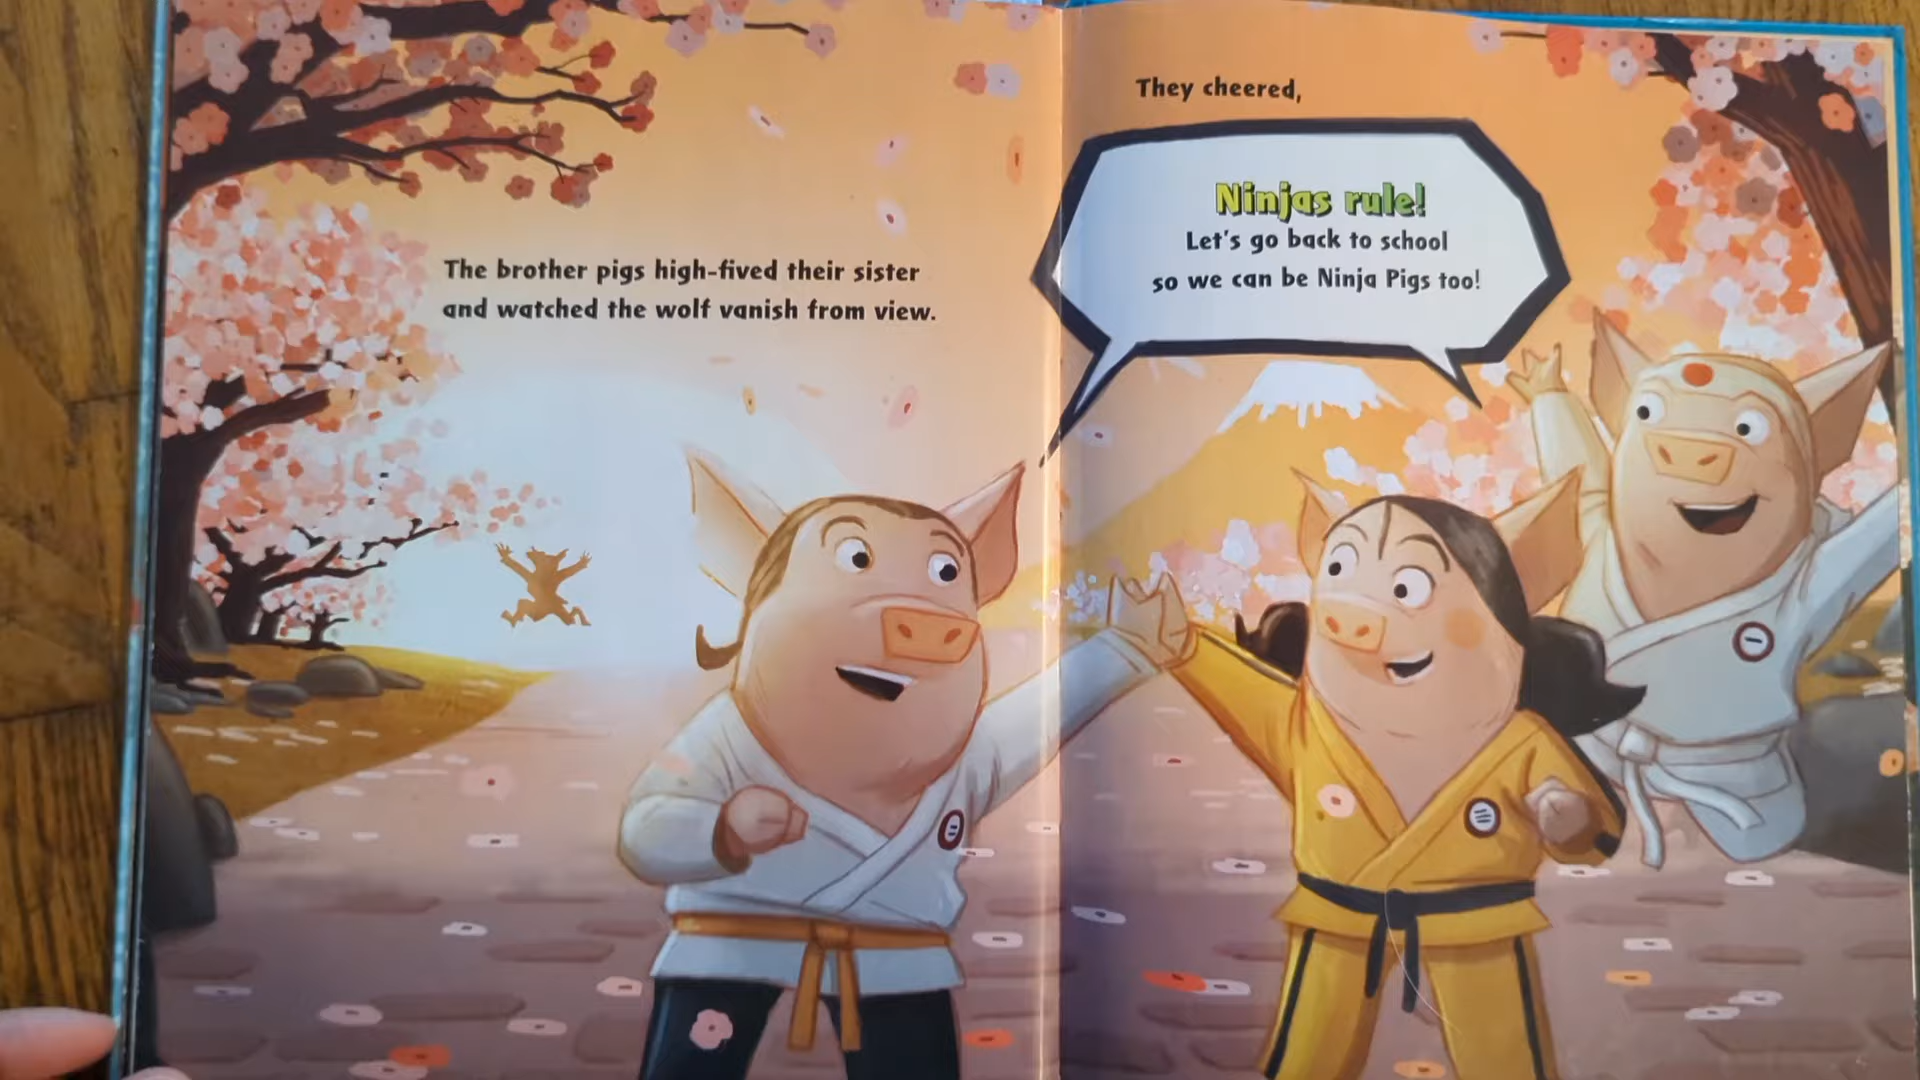 The brother pigs high-fived their sister
and watched the wolf vanish from view.
They cheered,
Ninjas rule!
Let's go back to school
so we can be Ninja Pigs too!